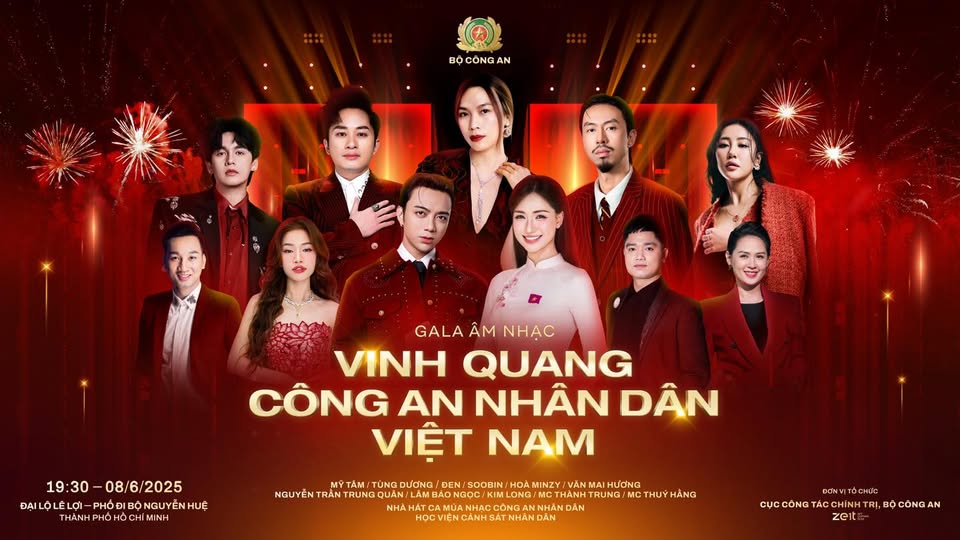 BỘ CÔNG AN
GALA ÂM NHẠC
VINH QUANG
CÔNG AN NHÂN DÂN
VIỆT NAM
19:30 – 08/6/2025
ĐẠI LỘ LÊ LỢI – PHỐ ĐI BỘ NGUYỄN HUỆ
THÀNH PHỐ HỒ CHÍ MINH
MỸ TÂM / TÙNG DƯƠNG / ĐEN / SOOBIN / HOÀ MINZY / VĂN MAI HƯƠNG
NGUYỄN TRẦN TRUNG QUÂN / LÂM BẢO NGỌC / KIM LONG / MC THÀNH TRUNG / MC THUÝ HẰNG
NHÀ HÁT CA MÚA NHẠC CÔNG AN NHÂN DÂN
HỌC VIỆN CẢNH SÁT NHÂN DÂN
ĐƠN VỊ TỔ CHỨC
CỤC CÔNG TÁC CHÍNH TRỊ, BỘ CÔNG AN
zeit